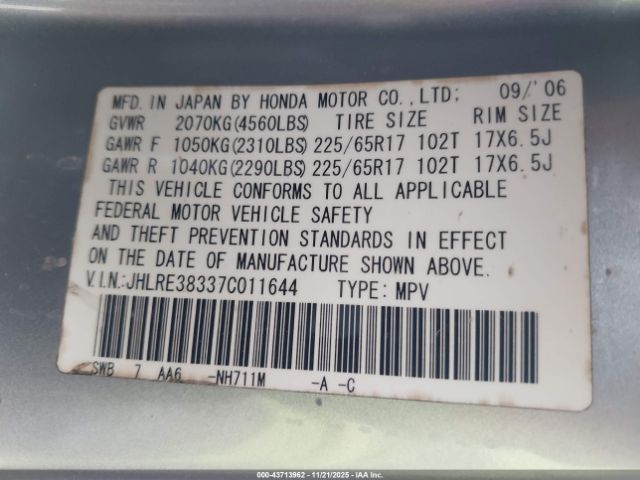 MFD. IN JAPAN BY HONDA MOTOR CO.,LTD; 09/'06
GVWR 2070KG(4560LBS) TIRE SIZE RIM SIZE
GAWR F 1050KG(2310LBS) 225/65R17 102T 17X6.5J
GAWR R 1040KG(2290LBS) 225/65R17 102T 17X6.5J
THIS VEHICLE CONFORMS TO ALL APPLICABLE
FEDERAL MOTOR VEHICLE SAFETY
AND THEFT PREVENTION STANDARDS IN EFFECT
ON THE DATE OF MANUFACTURE SHOWN ABOVE.
V.I.N:JHLRE38337C011644 TYPE: MPV
SWB 7 AA6 -NH711M -A -C
000-43713962 - 11/21/2025 - IAA Inc.